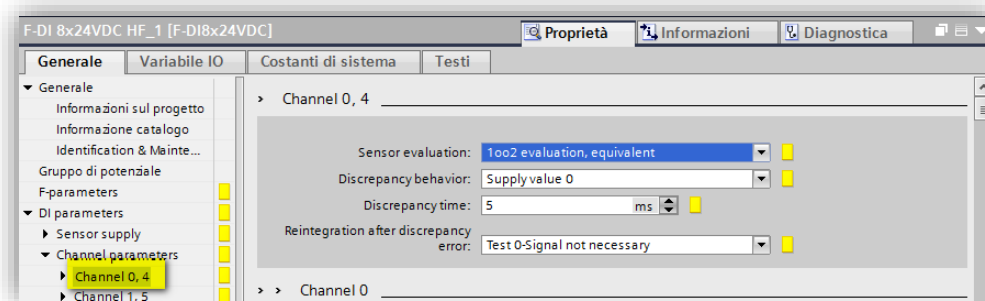 F-DI 8x24VDC HF_1 [F-DI8x24VDC]
Proprietà
Informazioni
Diagnostica
Generale
Variabile IO
Costanti di sistema
Testi
Generale
Informazioni sul progetto
Informazione catalogo
Identification & Mainte...
Gruppo di potenziale
F-parameters
DI parameters
Sensor supply
Channel parameters
Channel 0, 4
Channel 1, 5
Channel 0, 4
Sensor evaluation: 1oo2 evaluation, equivalent
Discrepancy behavior: Supply value 0
Discrepancy time: 5 ms
Reintegration after discrepancy
error: Test 0-Signal not necessary
Channel 0